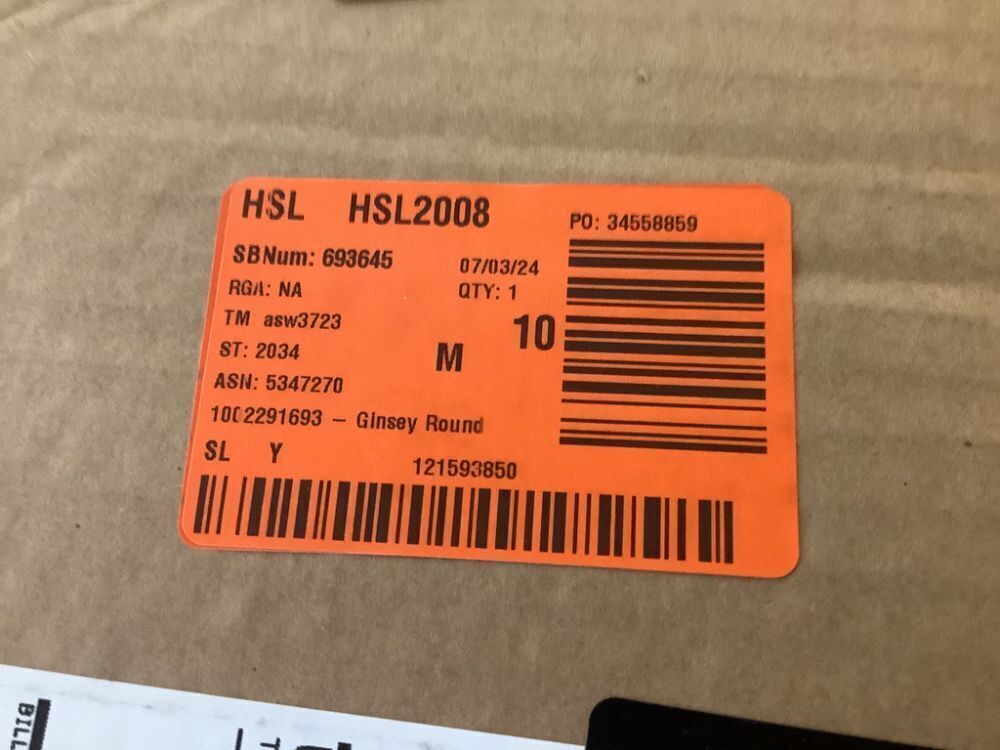 HSL HSL2008
PO: 34558859
SBNum: 693645
07/03/24
RGA: NA
QTY: 1
TM asw3723
10
ST: 2034
M
ASN: 5347270
1002291693 – Ginsey Round
SL Y
121593850
BILL